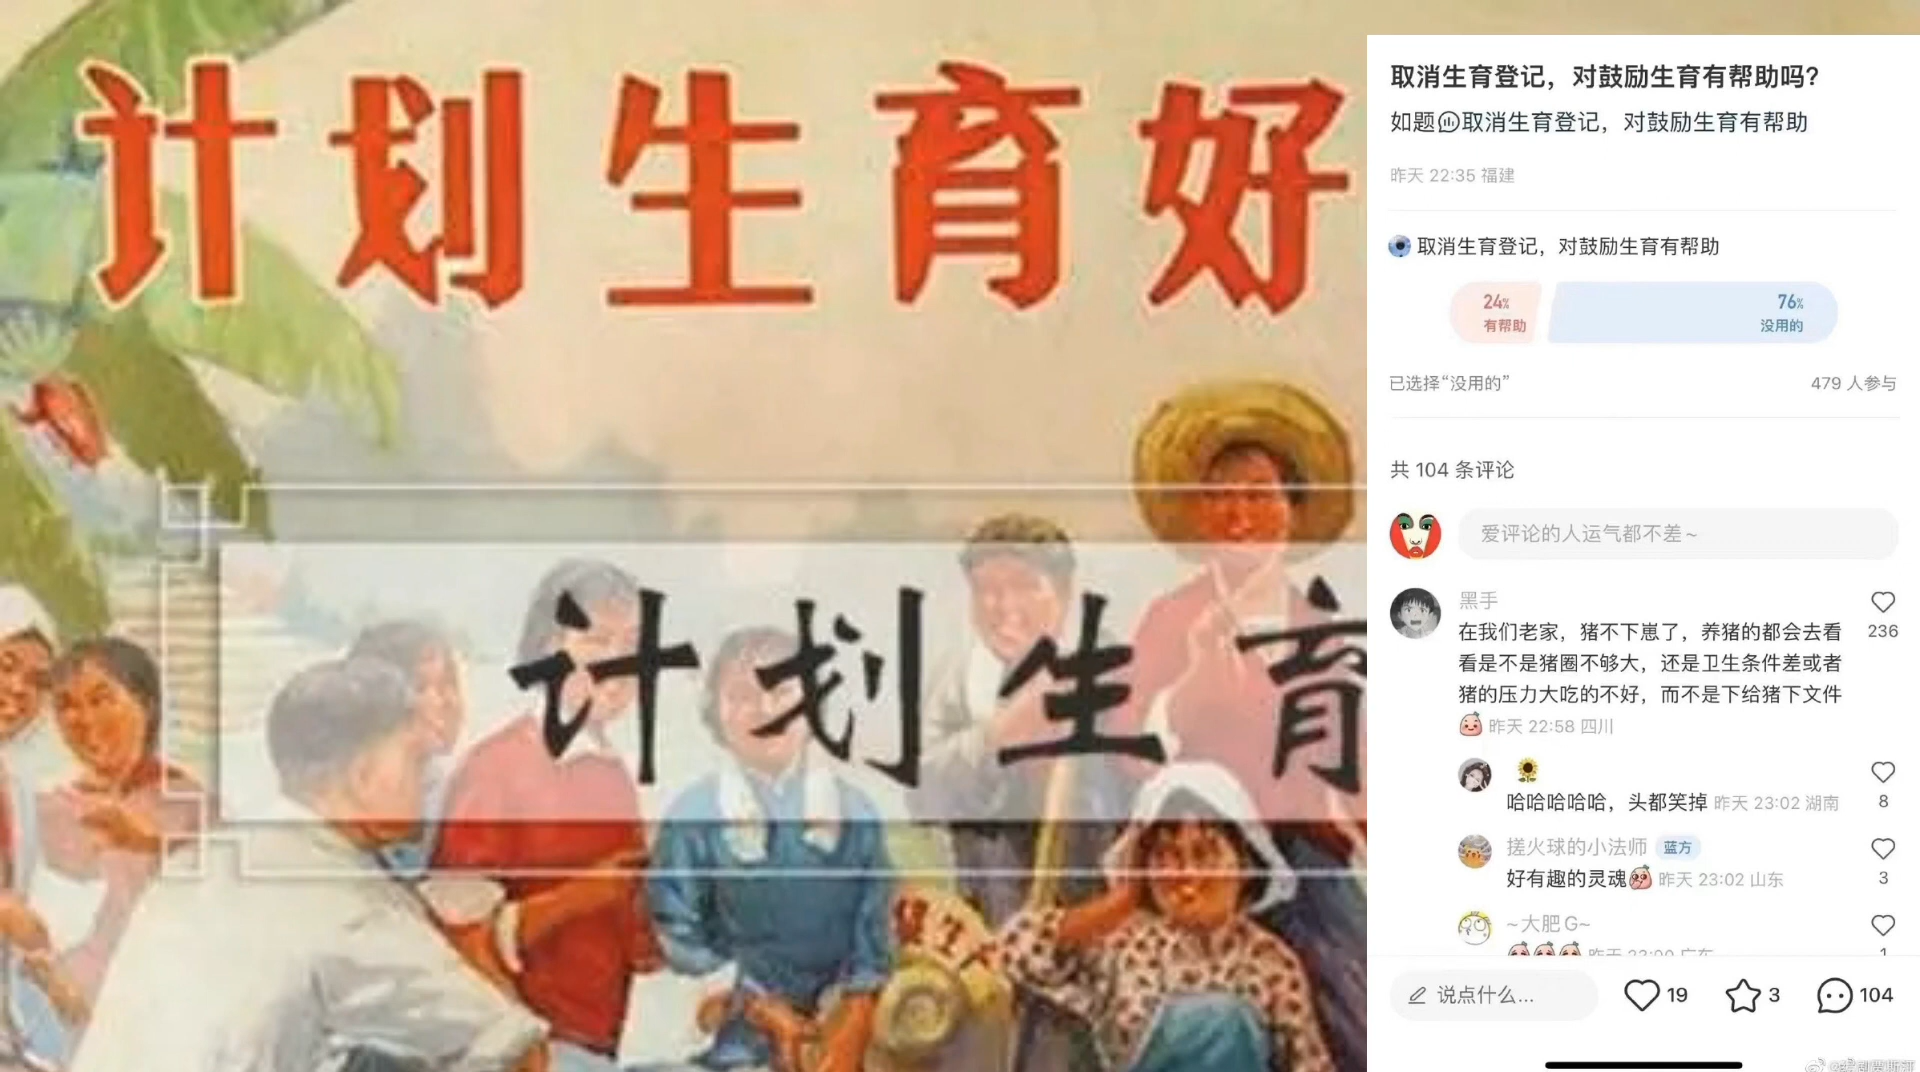 计划生育好
计划生育
取消生育登记，对鼓励生育有帮助吗？
如题取消生育登记，对鼓励生育有帮助
昨天 22:35 福建
取消生育登记，对鼓励生育有帮助
24% 76%
有帮助 没用的
已选择“没用的” 479 人参与
共 104 条评论
爱评论的人运气都不差~
黑手
在我们老家，猪不下崽了，养猪的都会去看
236
看是不是猪圈不够大，还是卫生条件差或者
猪的压力大吃的不好，而不是下给猪下文件
昨天 22:58 四川
哈哈哈哈哈，头都笑掉 昨天 23:02 湖南
8
搓火球的小法师 蓝方
好有趣的灵魂 昨天 23:02 山东
3
~大肥G~
昨天 23:00 广东
1
说点什么... 19 3 104